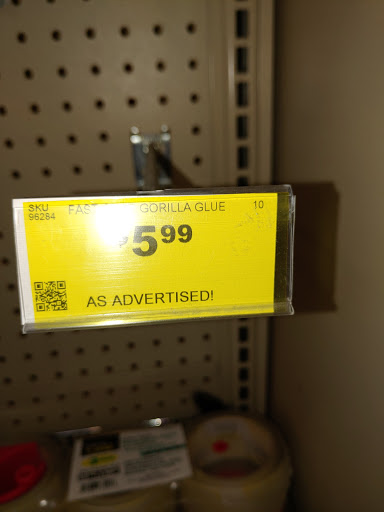 SKU
96284
GORILLA GLUE
10
$5.99
AS ADVERTISED!